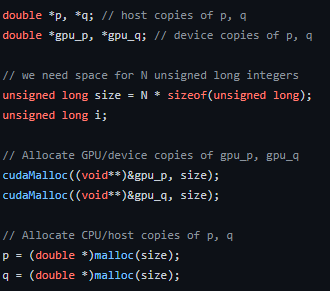 double *p, *q; // host copies of p, q
double *gpu_p, *gpu_q; // device copies of p, q
// we need space for N unsigned long integers
unsigned long size = N * sizeof(unsigned long);
unsigned long i;
// Allocate GPU/device copies of gpu_p, gpu_q
cudaMalloc((void**)&gpu_p, size);
cudaMalloc((void**)&gpu_q, size);
// Allocate CPU/host copies of p, q
p = (double *)malloc(size);
q = (double *)malloc(size);